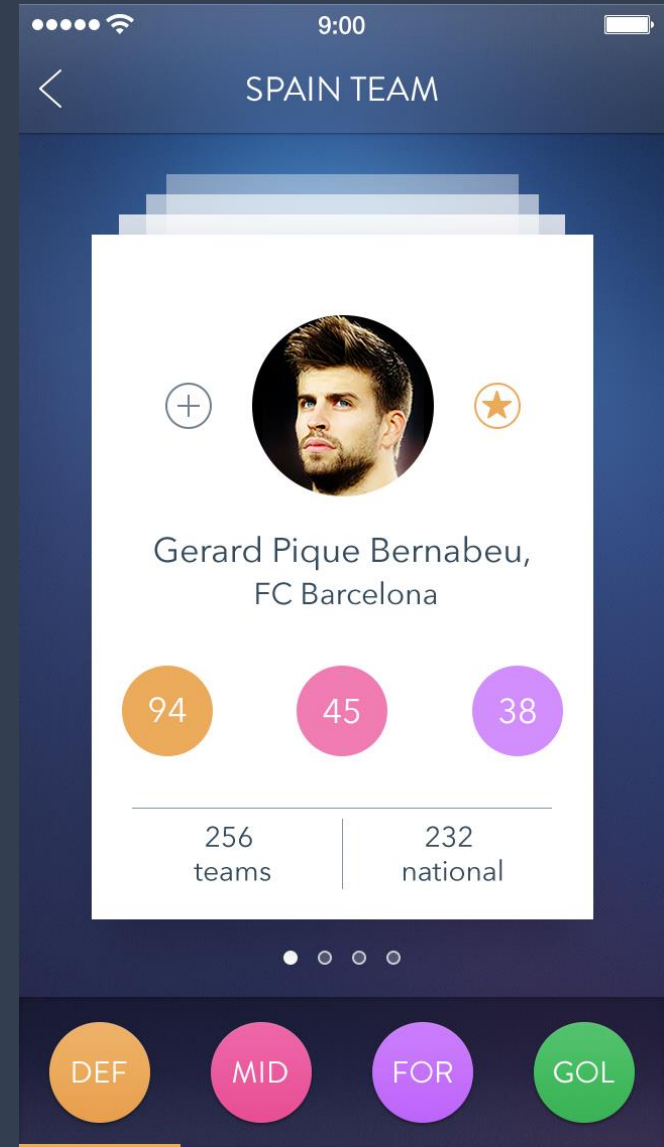 9:00
SPAIN TEAM
Gerard Pique Bernabeu,
FC Barcelona
94 45 38
256 232
teams national
DEF MID FOR GOL